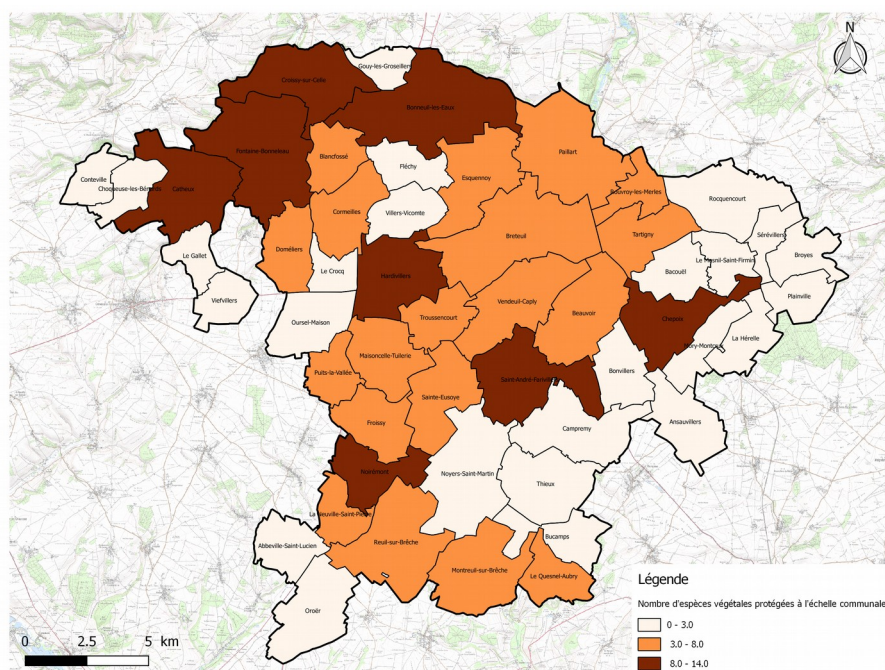 N
Gouy-les-Groseillers
Croissy-sur-Celle
Bonneuil-les-Eaux
Paillart
Fontaine-Bonneleau
Blancfossé
Fléchy
Esquennoy
Conteville
Choqueuse-les-Bénards
Catheux
Rouvroy-les-Merles
Rocquencourt
Cormeilles
Villers-Vicomte
Sérévillers
Breteuil
Tartigny
Doméliers
Le Mesnil-Saint-Firmin
Broyes
Le Gallet
Le Crocq
Hardivillers
Bacouël
Plainville
Viefvillers
Vendeuil-Caply
Beauvoir
Chepoix
Oursel-Maison
Troussencourt
La Hérelle
Maisoncelle-Tuilerie
Puits-la-Vallée
Bonvillers
Sainte-Eusoye
Froissy
Ansauvillers
Campremy
Noirémont
Noyers-Saint-Martin
Thieux
La Neuville-Saint-Pierre
Bucamps
Abbeville-Saint-Lucien
Reuil-sur-Brêche
Montreuil-sur-Brêche
Le Quesnel-Aubry
Oroër
Légende
Nombre d'espèces végétales protégées à l'échelle communale
0 - 3.0
3.0 - 8.0
8.0 - 14.0
0 2.5 5 km